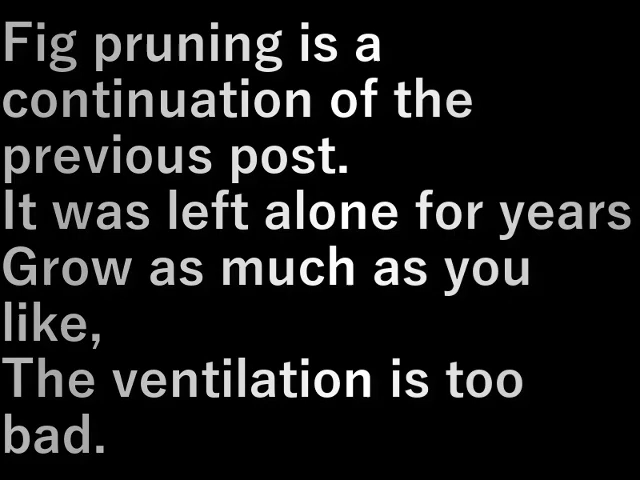 Fig pruning is a
continuation of the
previous post.
It was left alone for years
Grow as much as you
like,
The ventilation is too
bad.